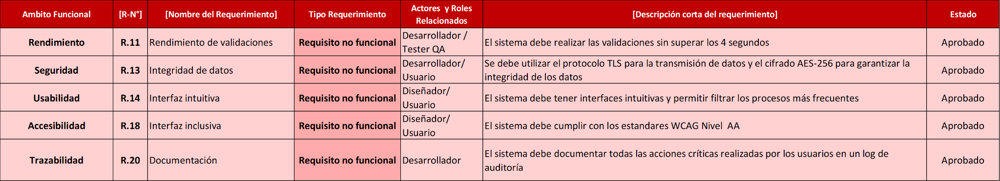 Ambito Funcional
[R-N°]
[Nombre del Requerimiento]
Tipo Requerimiento
Actores y Roles
Relacionados
[Descripción corta del requerimiento]
Estado
Rendimiento
R.11
Rendimiento de validaciones
Requisito no funcional
Desarrollador /
Tester QA
El sistema debe realizar las validaciones sin superar los 4 segundos
Aprobado
Seguridad
R.13
Integridad de datos
Requisito no funcional
Desarrollador/
Usuario
Se debe utilizar el protocolo TLS para la transmisión de datos y el cifrado AES-256 para garantizar la
integridad de los datos
Aprobado
Usabilidad
R.14
Interfaz intuitiva
Requisito no funcional
Diseñador/
Usuario
El sistema debe tener interfaces intuitivas y permitir filtrar los procesos más frecuentes
Aprobado
Accesibilidad
R.18
Interfaz inclusiva
Requisito no funcional
Diseñador/
Usuario
El sistema debe cumplir con los estandares WCAG Nivel AA
Aprobado
Trazabilidad
R.20
Documentación
Requisito no funcional
Desarrollador
El sistema debe documentar todas las acciones críticas realizadas por los usuarios en un log de
auditoría
Aprobado